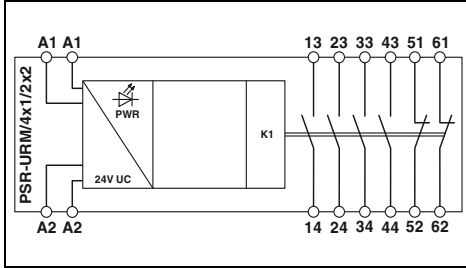 A1 A1 13 23 33 43 51 61
PSR-URM/4x1/2x2
PWR
K1
24V UC
A2 A2 14 24 34 44 52 62